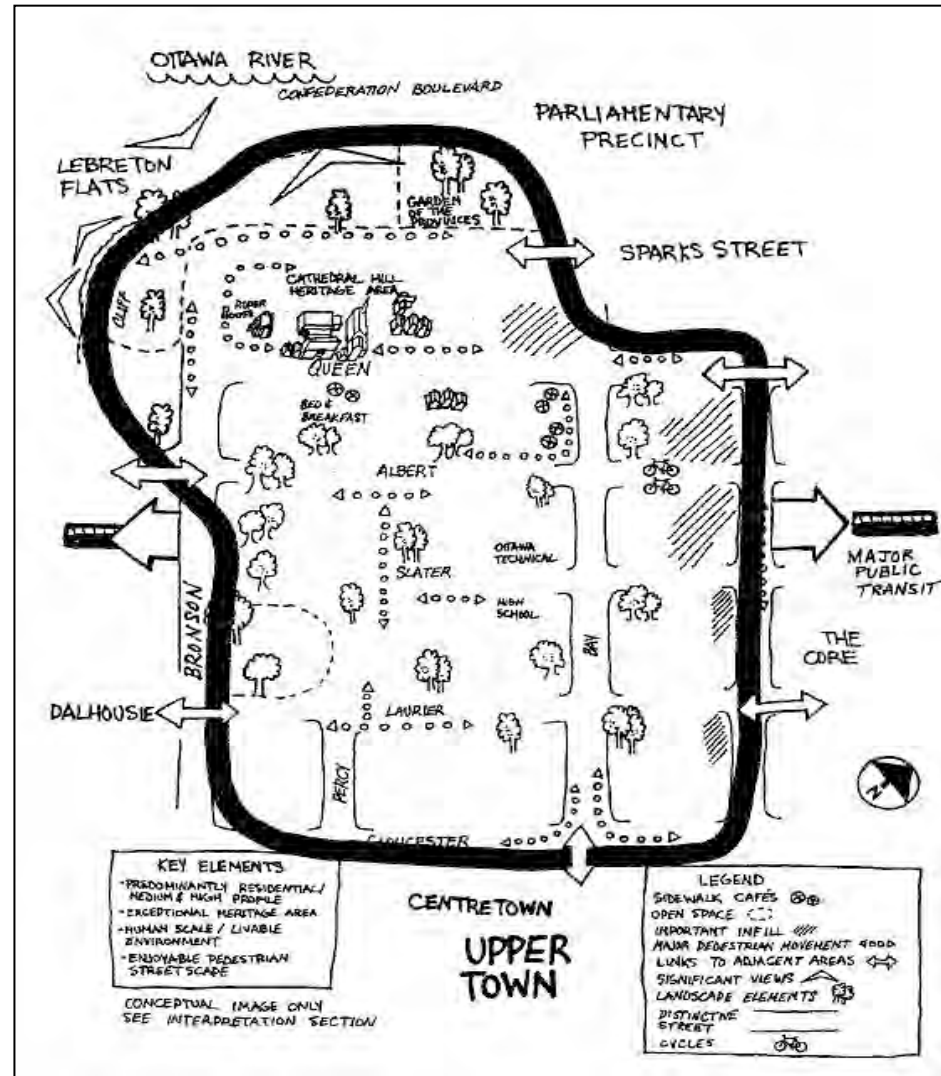 OTTAWA RIVER
CONFEDERATION BOULEVARD
PARLIAMENTARY
PRECINCT
LEBRETON
FLATS
GARDEN
OF THE
PROVINCES
SPARKS STREET
CATHEDRAL HILL
HERITAGE AREA
CLIFF
RODER
HOUSE
QUEEN
BED &
BREAKFAST
ALBERT
OTTAWA
TECHNICAL
SLATER
HIGH
SCHOOL
MAJOR
PUBLIC
TRANSIT
BAY
THE
CORE
BRONSON
DALHOUSIE
LAURIER
PERCY
N
GLOUCESTER
KEY ELEMENTS
•PREDOMINANTLY RESIDENTIAL/
MEDIUM & HIGH PROFILE
•EXCEPTIONAL HERITAGE AREA
•HUMAN SCALE / LIVABLE
ENVIRONMENT
•ENJOYABLE PEDESTRIAN
STREETSCAPE
CONCEPTUAL IMAGE ONLY
SEE INTERPRETATION SECTION
CENTRETOWN
UPPER
TOWN
LEGEND
SIDEWALK CAFÉS
OPEN SPACE
IMPORTANT INFILL
MAJOR PEDESTRIAN MOVEMENT
LINKS TO ADJACENT AREAS
SIGNIFICANT VIEWS
LANDSCAPE ELEMENTS
DISTINCTIVE
STREET
CYCLES